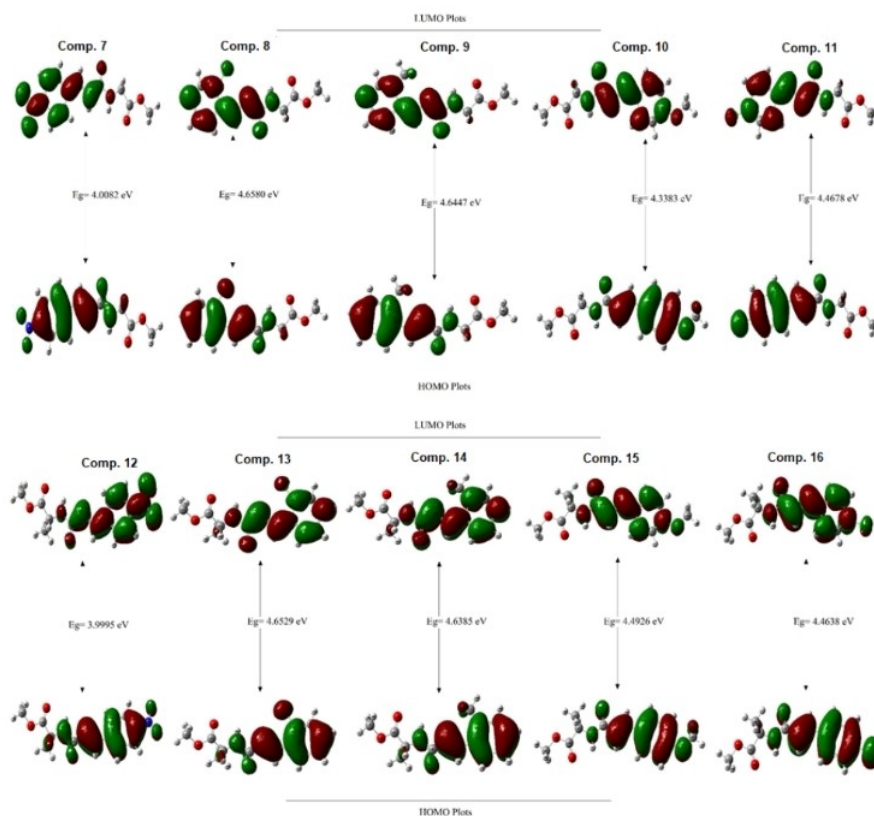 LUMO Plots
Comp. 7 Comp. 8 Comp. 9 Comp. 10 Comp. 11
Eg= 4.0082 eV Eg= 4.6580 eV Eg= 4.6447 eV Eg= 4.3383 eV Eg= 4.4678 eV
HOMO Plots
LUMO Plots
Comp. 12 Comp. 13 Comp. 14 Comp. 15 Comp. 16
Eg= 3.9995 eV Eg= 4.6529 eV Eg= 4.6385 eV Eg= 4.4926 eV Eg= 4.4638 eV
HOMO Plots